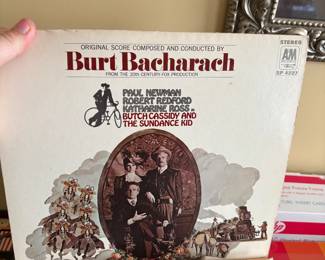 ORIGINAL SCORE COMPOSED AND CONDUCTED BY
Burt Bacharach
FROM THE 20TH CENTURY-FOX PRODUCTION
STEREO
A&M
SP 4227
PAUL NEWMAN
ROBERT REDFORD
KATHARINE ROSS in
BUTCH CASSIDY AND
THE SUNDANCE KID